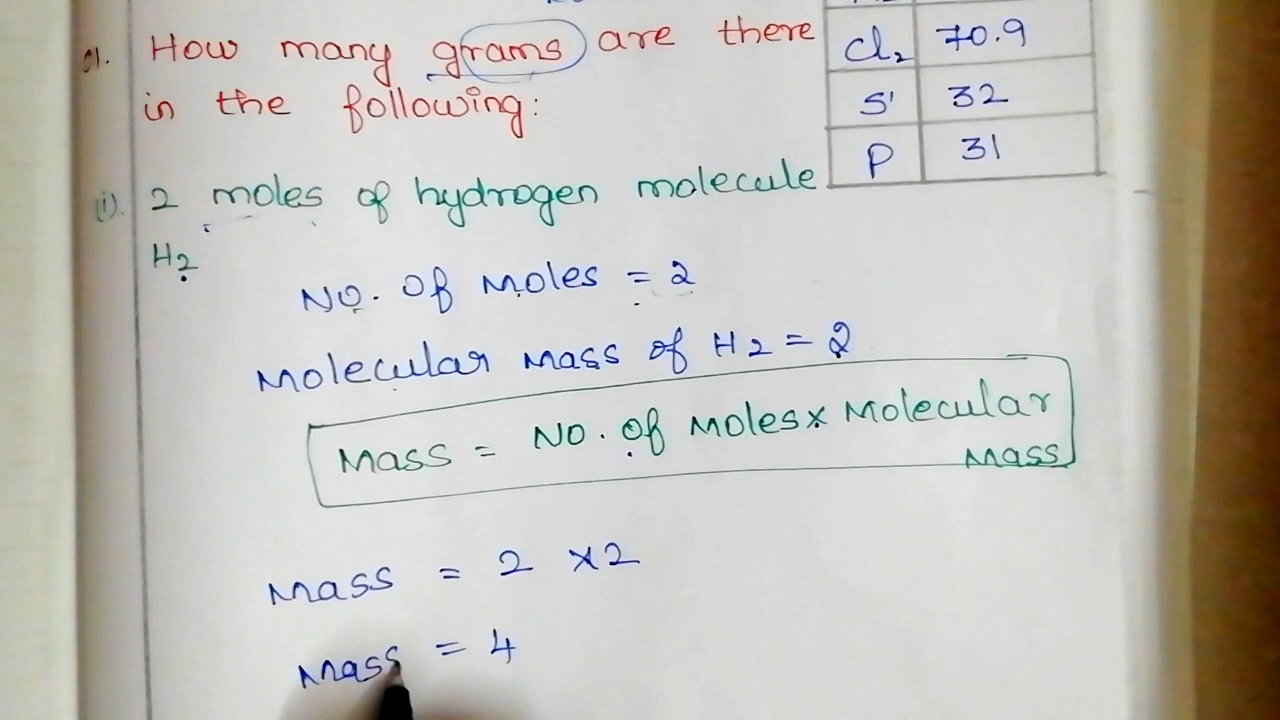 01. How many grams are there
in the following:
Cl2 70.9
S 32
P 31
(i). 2 moles of hydrogen molecule
H2
No. of moles = 2
Molecular mass of H2 = 2
Mass = No. of moles x Molecular
mass
Mass = 2 x2
Mass = 4